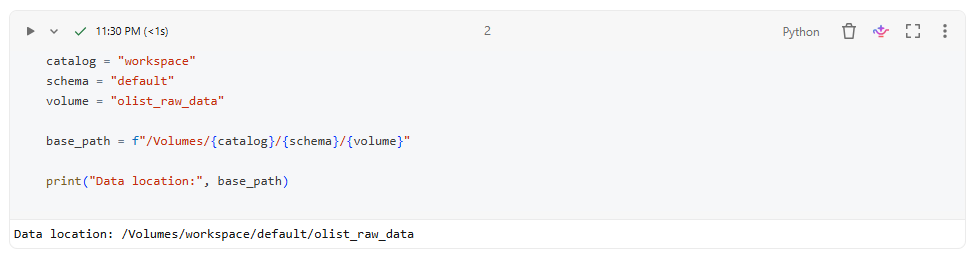 11:30 PM (<1s)
2
Python
catalog = "workspace"
schema = "default"
volume = "olist_raw_data"
base_path = f"/Volumes/{catalog}/{schema}/{volume}"
print("Data location:", base_path)
Data location: /Volumes/workspace/default/olist_raw_data